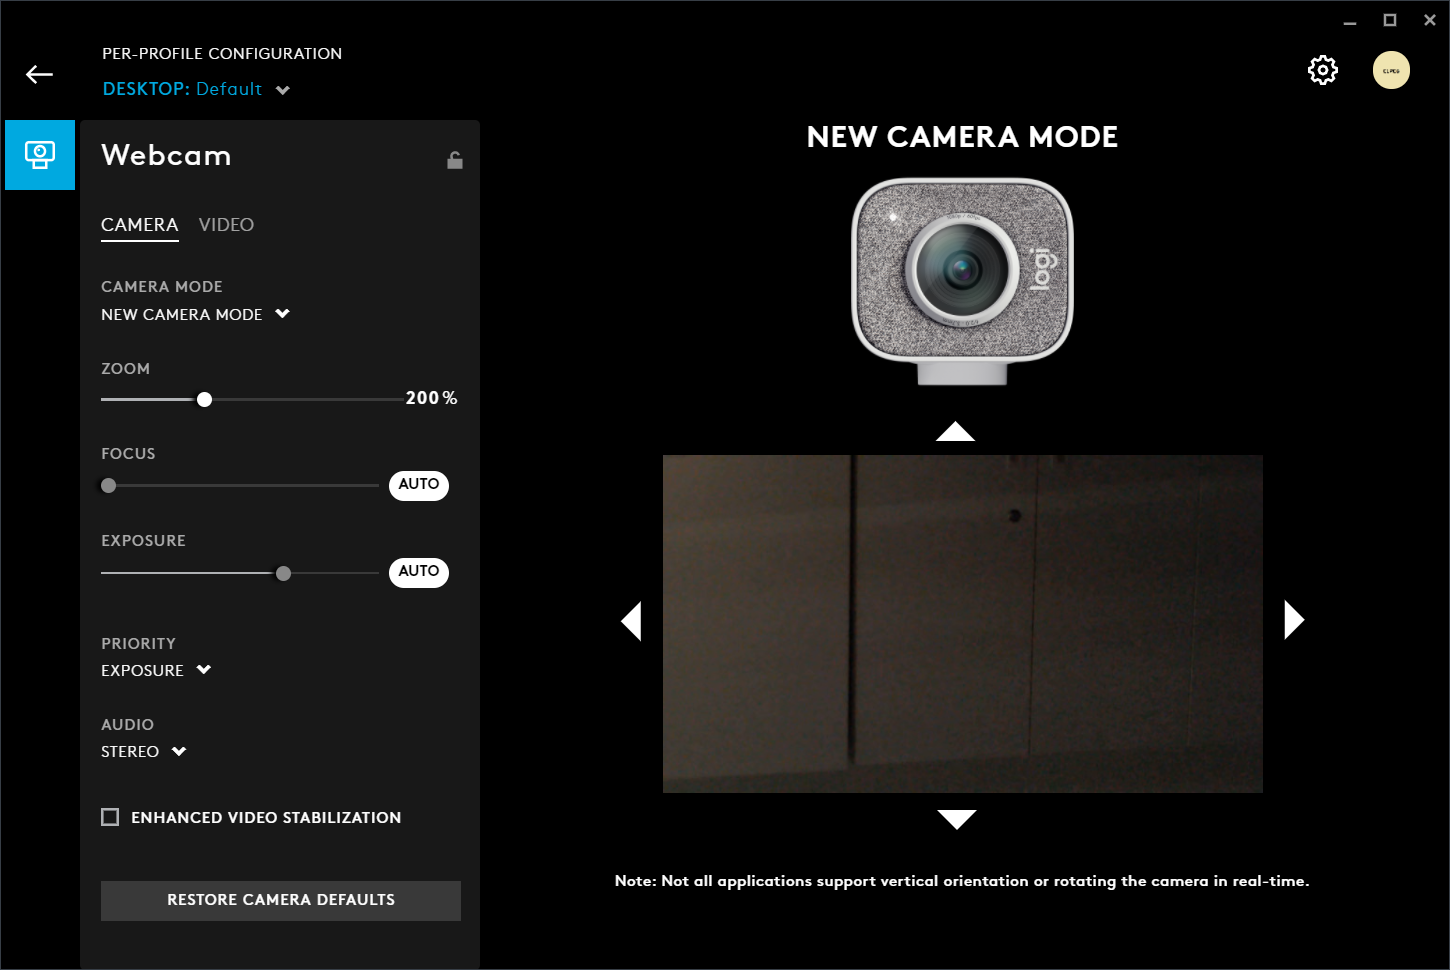 PER-PROFILE CONFIGURATION
DESKTOP: Default
Webcam
CAMERA VIDEO
CAMERA MODE
NEW CAMERA MODE
ZOOM
200 %
FOCUS
AUTO
EXPOSURE
AUTO
PRIORITY
EXPOSURE
AUDIO
STEREO
ENHANCED VIDEO STABILIZATION
RESTORE CAMERA DEFAULTS
NEW CAMERA MODE
logi
Note: Not all applications support vertical orientation or rotating the camera in real-time.